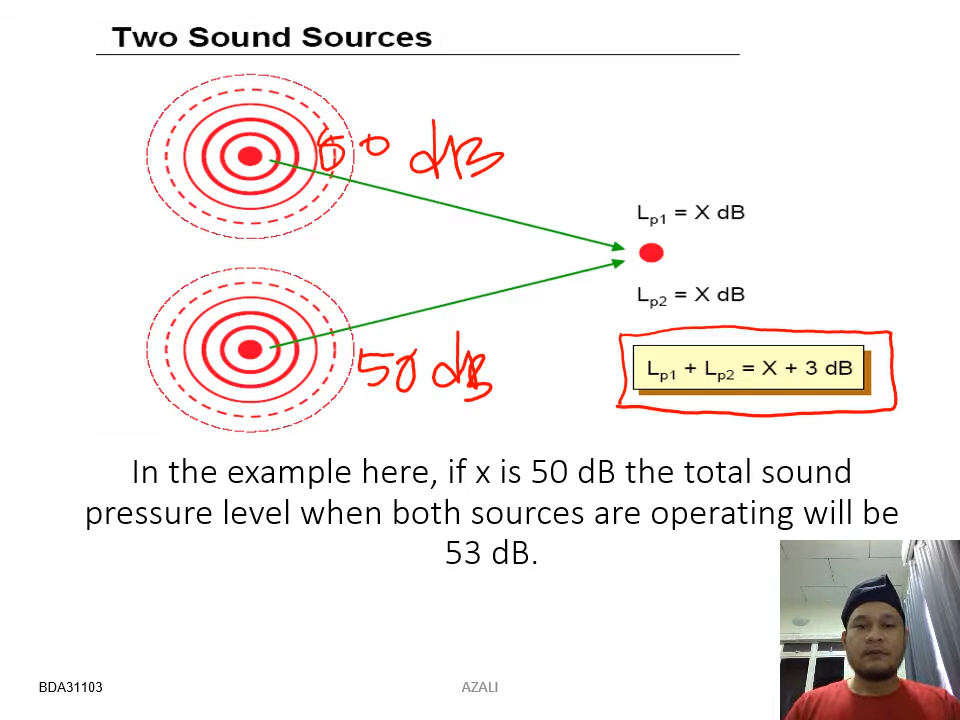 Two Sound Sources
50 dB
Lp1 = X dB
Lp2 = X dB
50 dB
Lp1 + Lp2 = X + 3 dB
In the example here, if x is 50 dB the total sound
pressure level when both sources are operating will be
53 dB.
BDA31103
AZALI